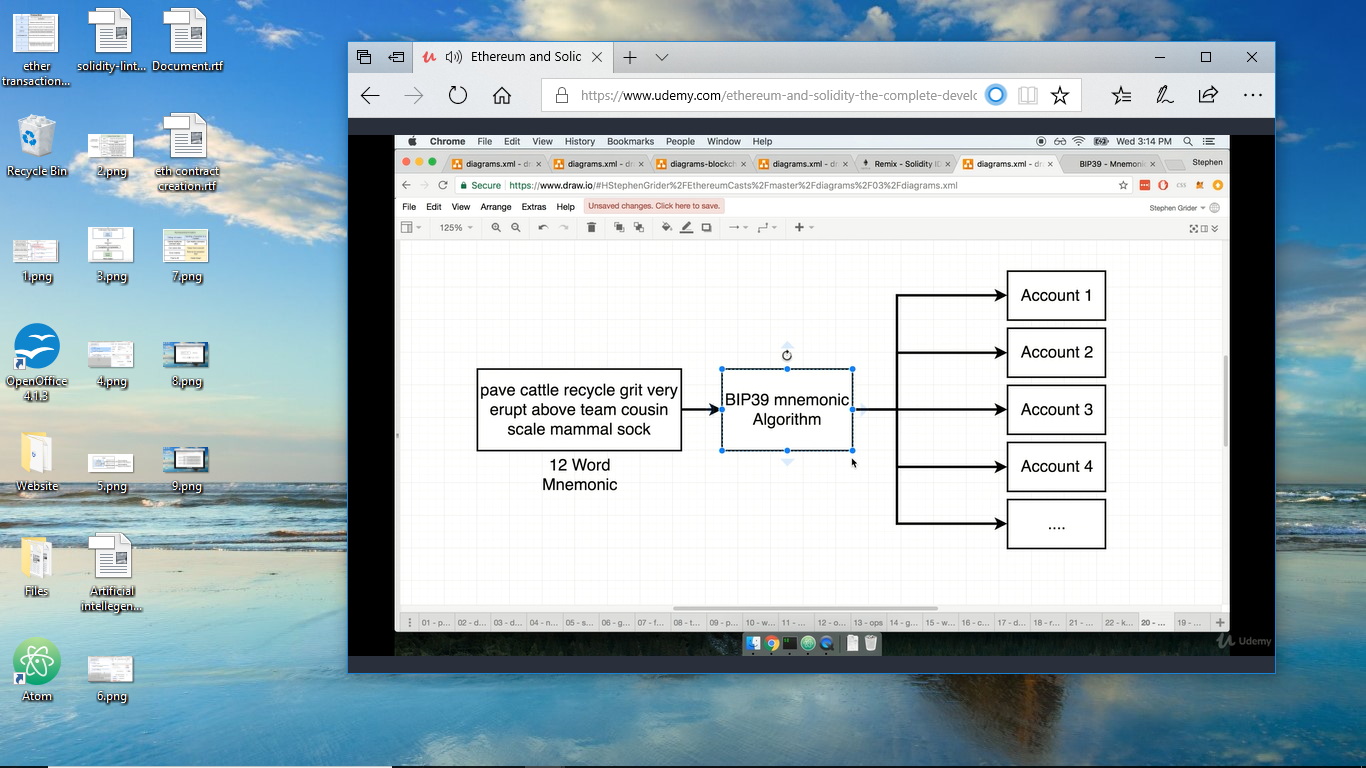 ether
transaction...
solidity-lint...
Document.rtf
Recycle Bin
2.png
eth contract
creation.rtf
1.png
3.png
7.png
OpenOffice
4.1.3
4.png
8.png
Website
5.png
9.png
Files
Artificial
intellegen...
Atom
6.png
Ethereum and Solic
https://www.udemy.com/ethereum-and-solidity-the-complete-develo
Chrome File Edit View History Bookmarks People Window Help Wed 3:14 PM
diagrams.xml - dr diagrams.xml - dr diagrams-blockch diagrams.xml - dr Remix - Solidity ID diagrams.xml - dr BIP39 - Mnemonic Stephen
Secure https://www.draw.io/#HStephenGrider%2FEthereumCasts%2Fmaster%2Fdiagrams%2F03%2Fdiagrams.xml
File Edit View Arrange Extras Help Unsaved changes. Click here to save. Stephen Grider
125%
Account 1
Account 2
pave cattle recycle grit very
erupt above team cousin
scale mammal sock
BIP39 mnemonic
Algorithm
Account 3
12 Word
Mnemonic
Account 4
....
01 - p... 02 - d... 03 - d... 04 - n... 05 - s... 06 - g... 07 - f... 08 - t... 09 - p... 10 - w... 11 - ... 12 - o... 13 - ops 14 - g... 15 - w... 16 - c... 17 - d... 18 - r... 21 - ... 22 - k... 20 - ... 19 - ...
Udemy